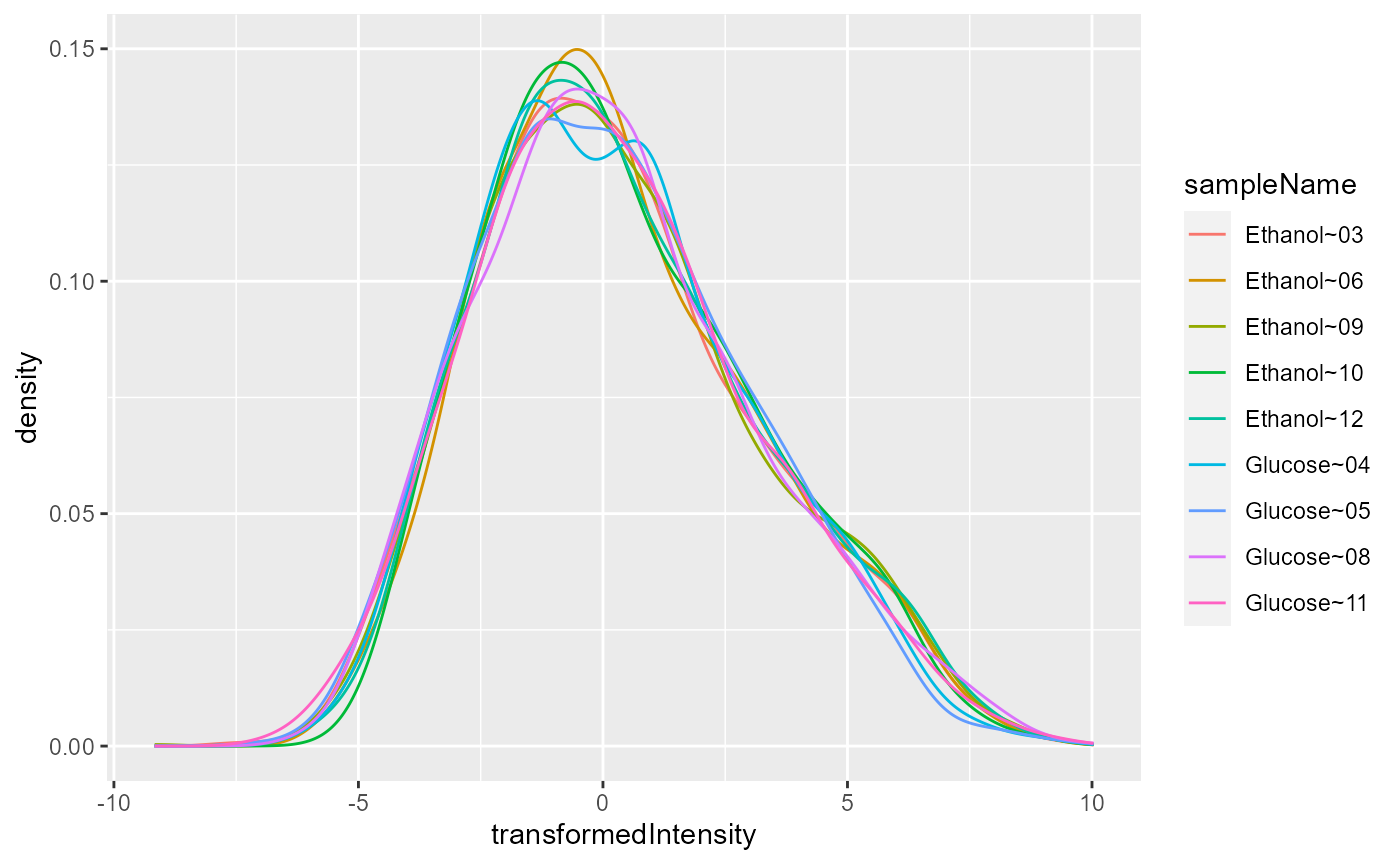 0.15
0.10
0.05
0.00
density
-10
-5
0
5
10
transformedIntensity
sampleName
Ethanol~03
Ethanol~06
Ethanol~09
Ethanol~10
Ethanol~12
Glucose~04
Glucose~05
Glucose~08
Glucose~11